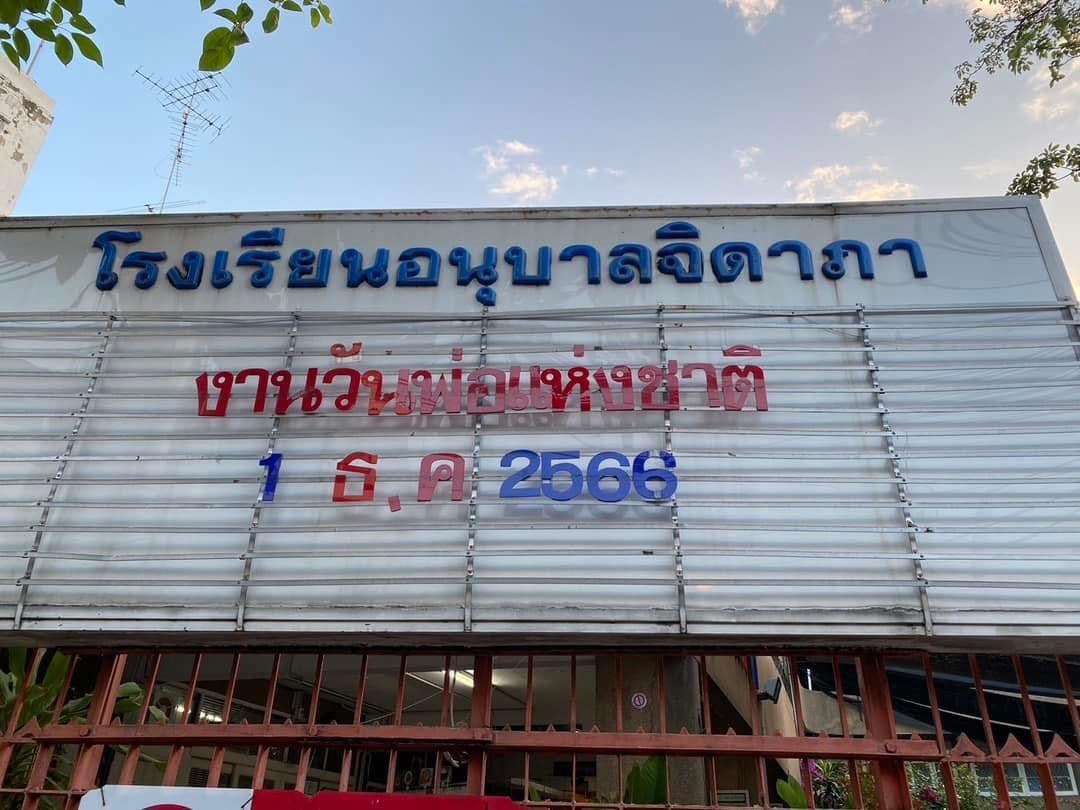 โรงเรียนอนุบาลจิดาภา
งานวันพ่อแห่งชาติ
1 ธ.ค 2566